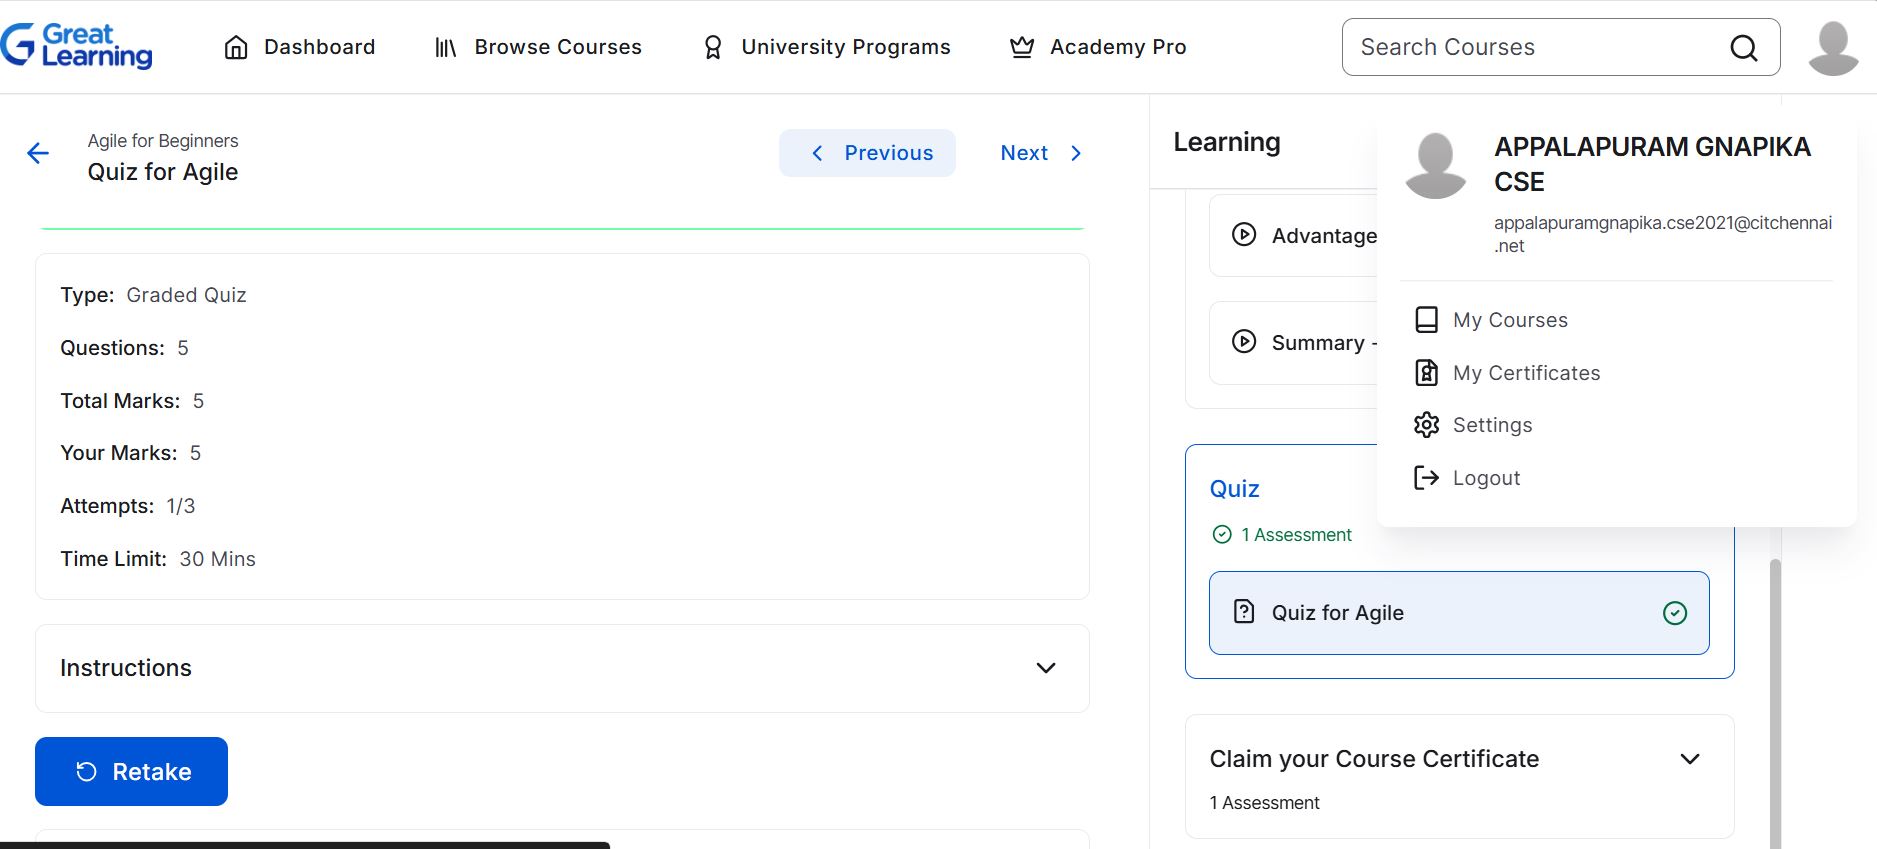 Great
Learning
Dashboard
Browse Courses
University Programs
Academy Pro
Search Courses
Agile for Beginners
Quiz for Agile
Previous
Next
Type: Graded Quiz
Questions: 5
Total Marks: 5
Your Marks: 5
Attempts: 1/3
Time Limit: 30 Mins
Instructions
Retake
Learning
Advantage
Summary -
Quiz
1 Assessment
Quiz for Agile
Claim your Course Certificate
1 Assessment
APPALAPURAM GNAPIKA
CSE
appalapuramgnapika.cse2021@citchennai
.net
My Courses
My Certificates
Settings
Logout